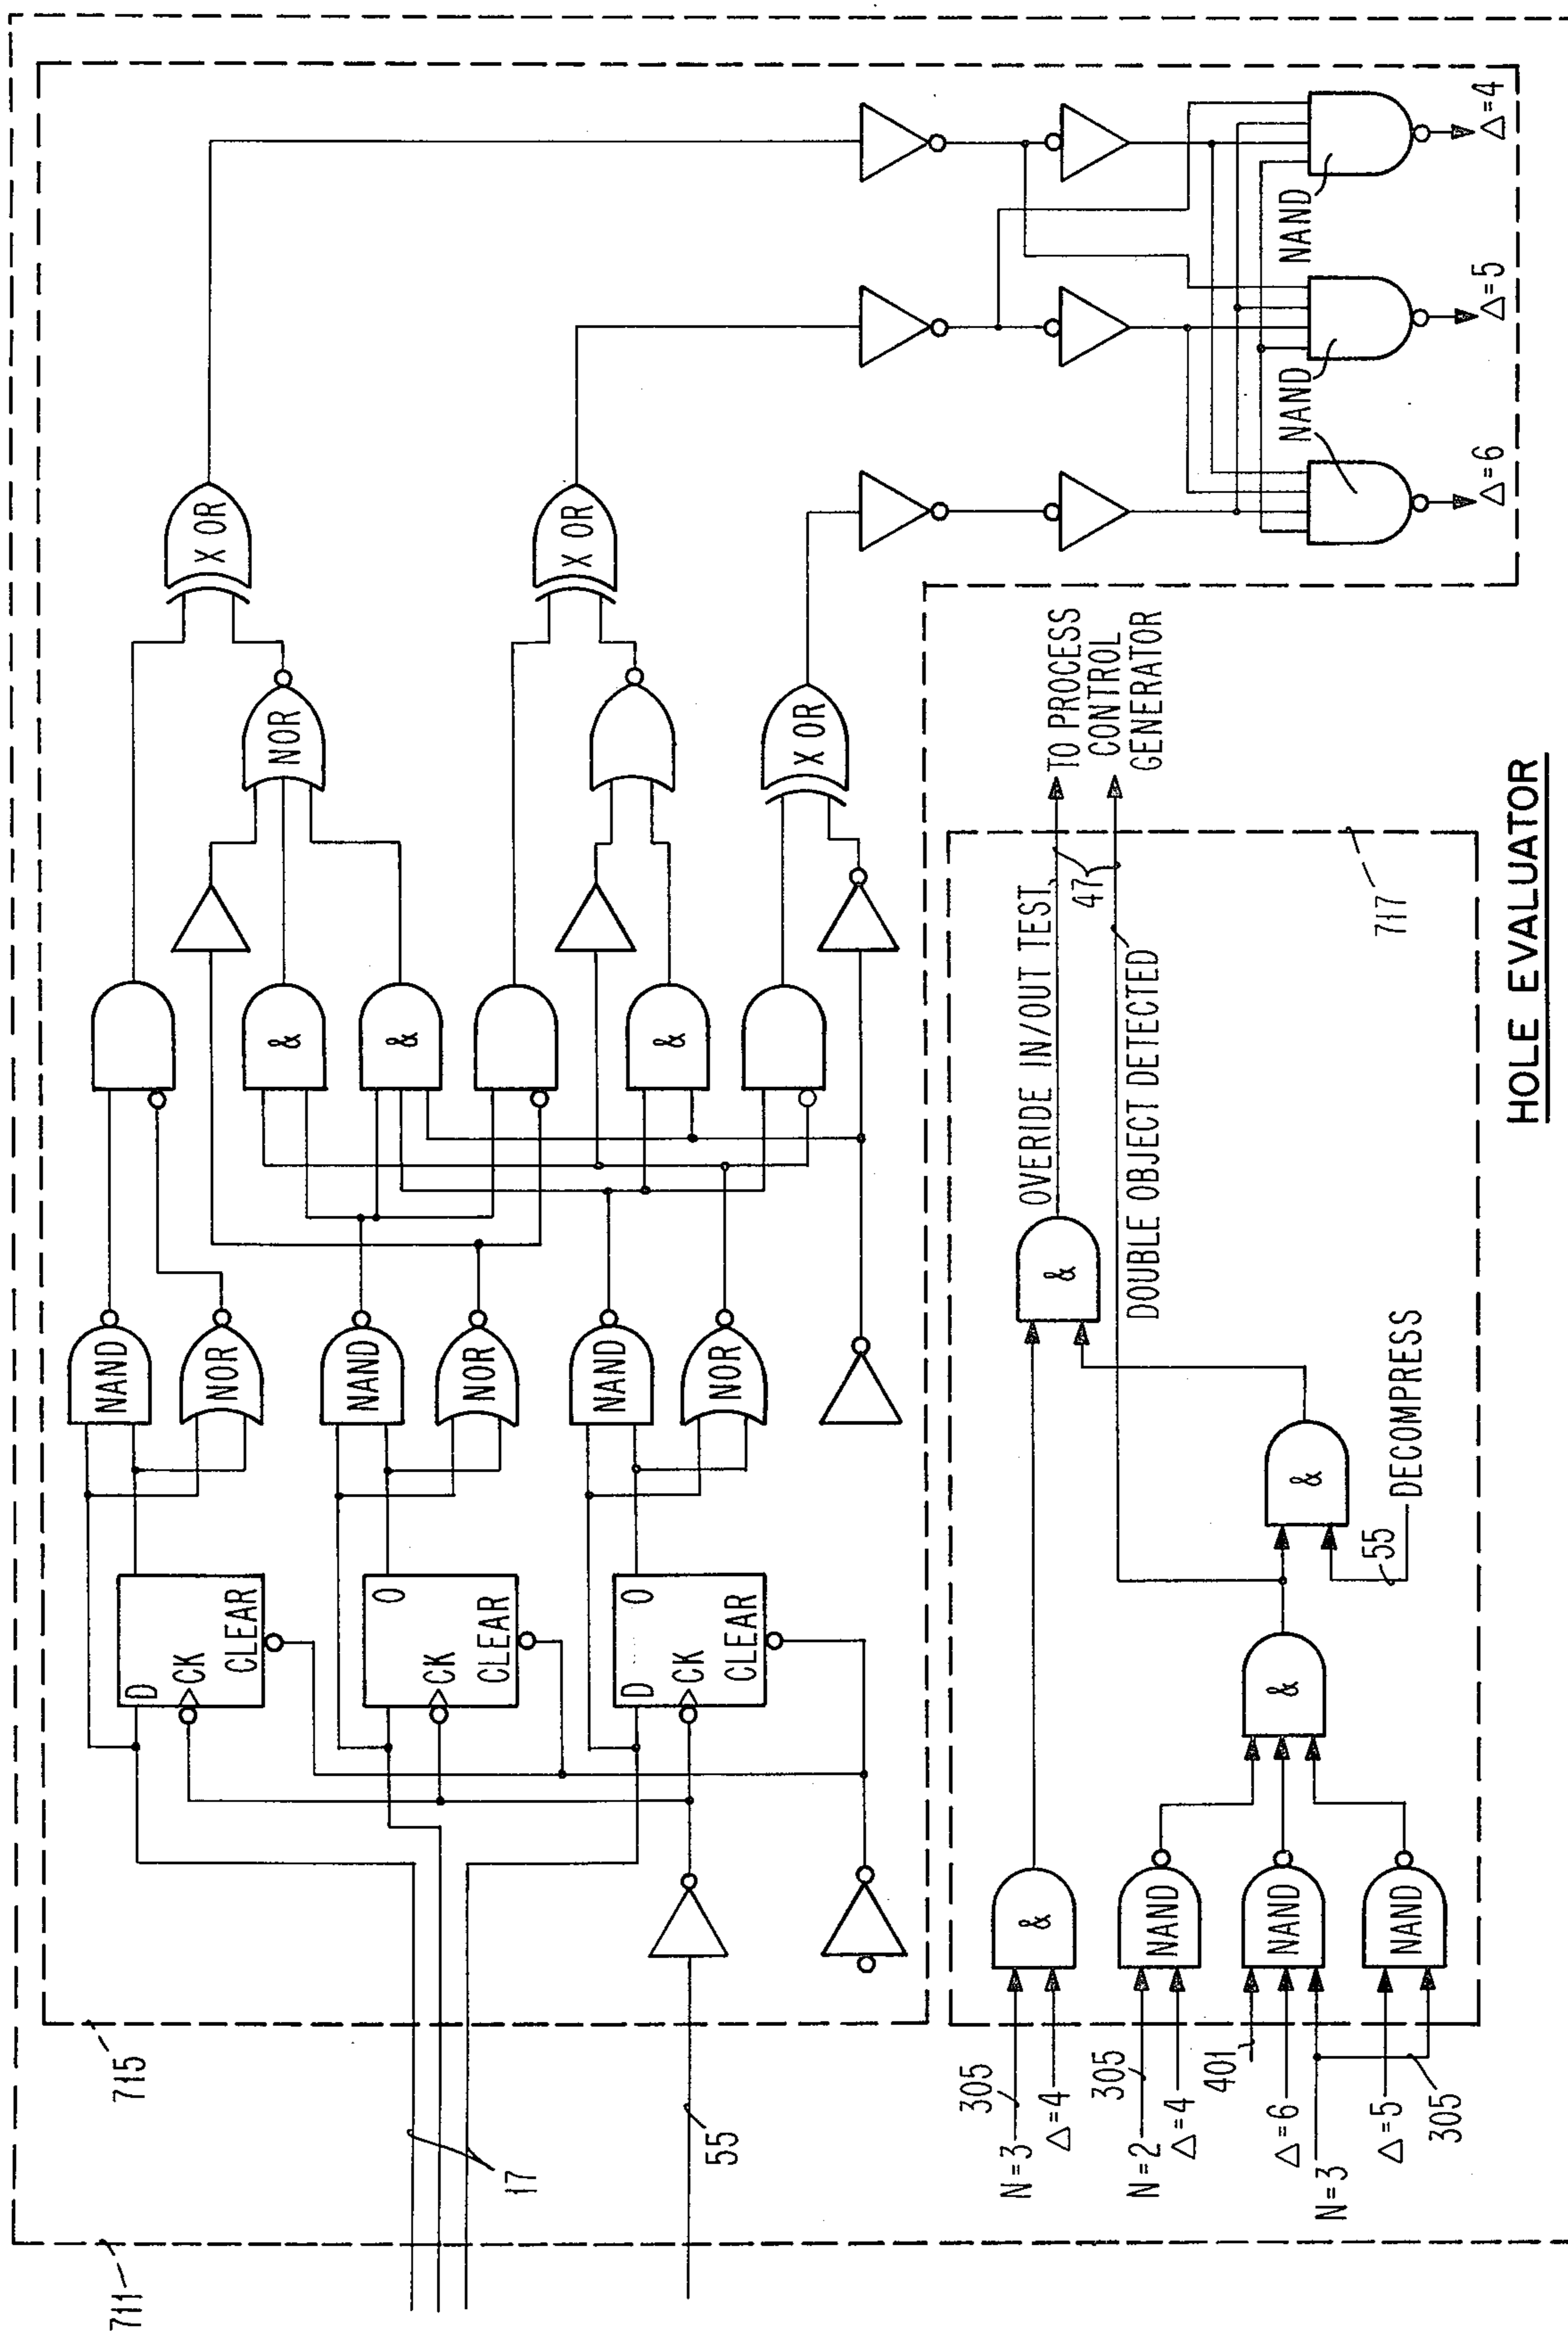 711
715
17
55
D
CK
CLEAR
O
CK
CLEAR
D
O
CK
CLEAR
NAND
NOR
NAND
NOR
NAND
NOR
&
&
&
NOR
X OR
X OR
X OR
NAND
NAND
NAND
Δ=4
Δ=5
Δ=6
N=3
305
Δ=4
N=2
305
Δ=4
401
Δ=6
N=3
Δ=5
305
&
NAND
NAND
NAND
&
&
55
DECOMPRESS
&
OVERIDE IN/OUT TEST
DOUBLE OBJECT DETECTED
47
TO PROCESS
CONTROL
GENERATOR
717
HOLE EVALUATOR